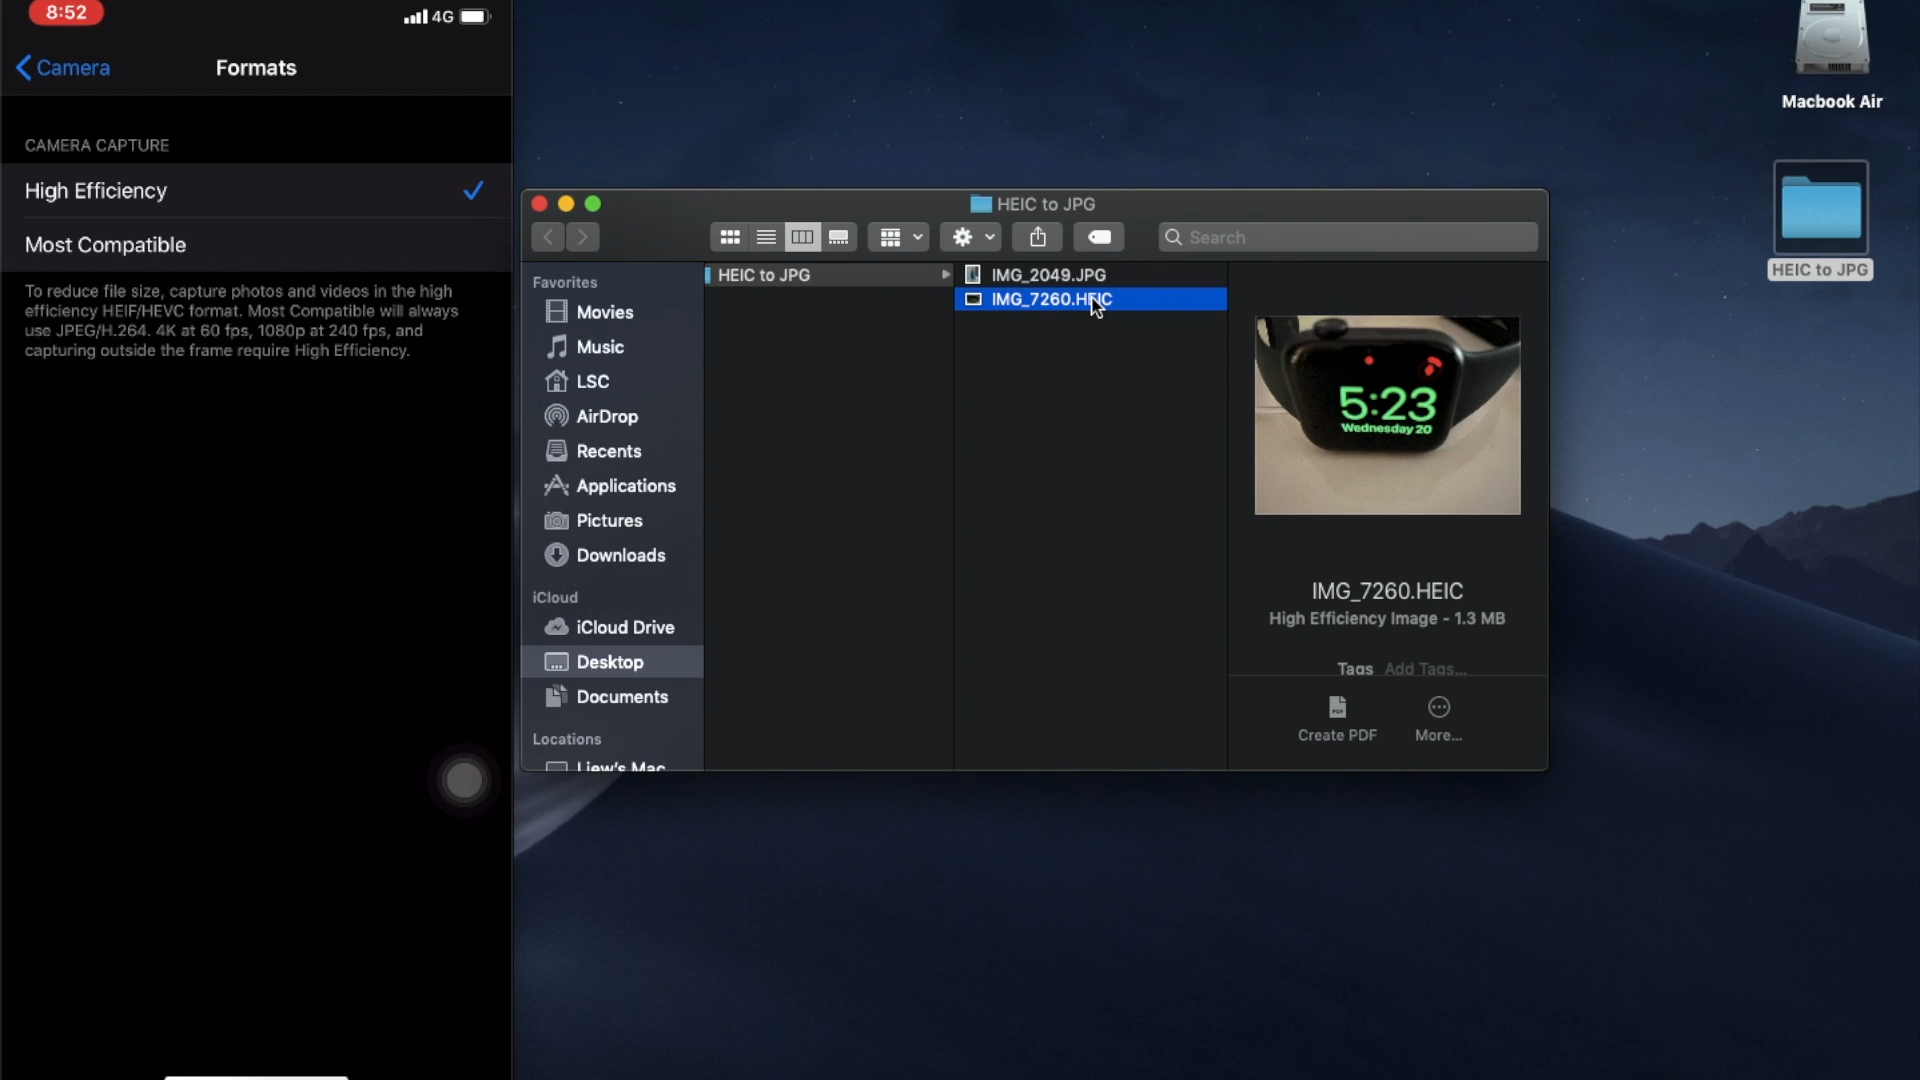 8:52
4G
Camera
Formats
CAMERA CAPTURE
High Efficiency
Most Compatible
To reduce file size, capture photos and videos in the high
efficiency HEIF/HEVC format. Most Compatible will always
use JPEG/H.264. 4K at 60 fps, 1080p at 240 fps, and
capturing outside the frame require High Efficiency.
HEIC to JPG
Search
Favorites
Movies
Music
LSC
AirDrop
Recents
Applications
Pictures
Downloads
iCloud
iCloud Drive
Desktop
Documents
Locations
Liew's Mac
HEIC to JPG
IMG_2049.JPG
IMG_7260.HEIC
5:23
Wednesday 20
IMG_7260.HEIC
High Efficiency Image - 1.3 MB
Tags Add Tags...
PDF
Create PDF
More...
Macbook Air
HEIC to JPG